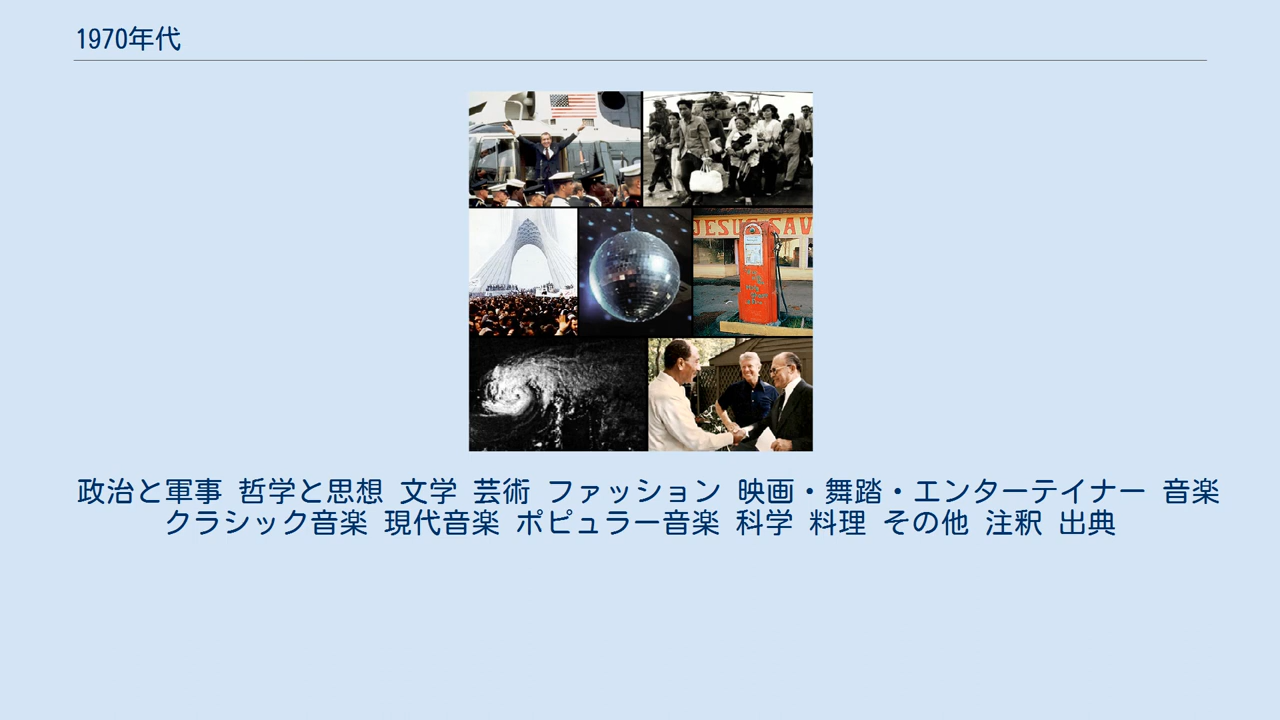 1970年代
JESUS SAV
政治と軍事 哲学と思想 文学 芸術 ファッション 映画・舞踏・エンターテイナー 音楽
クラシック音楽 現代音楽 ポピュラー音楽 科学 料理 その他 注釈 出典